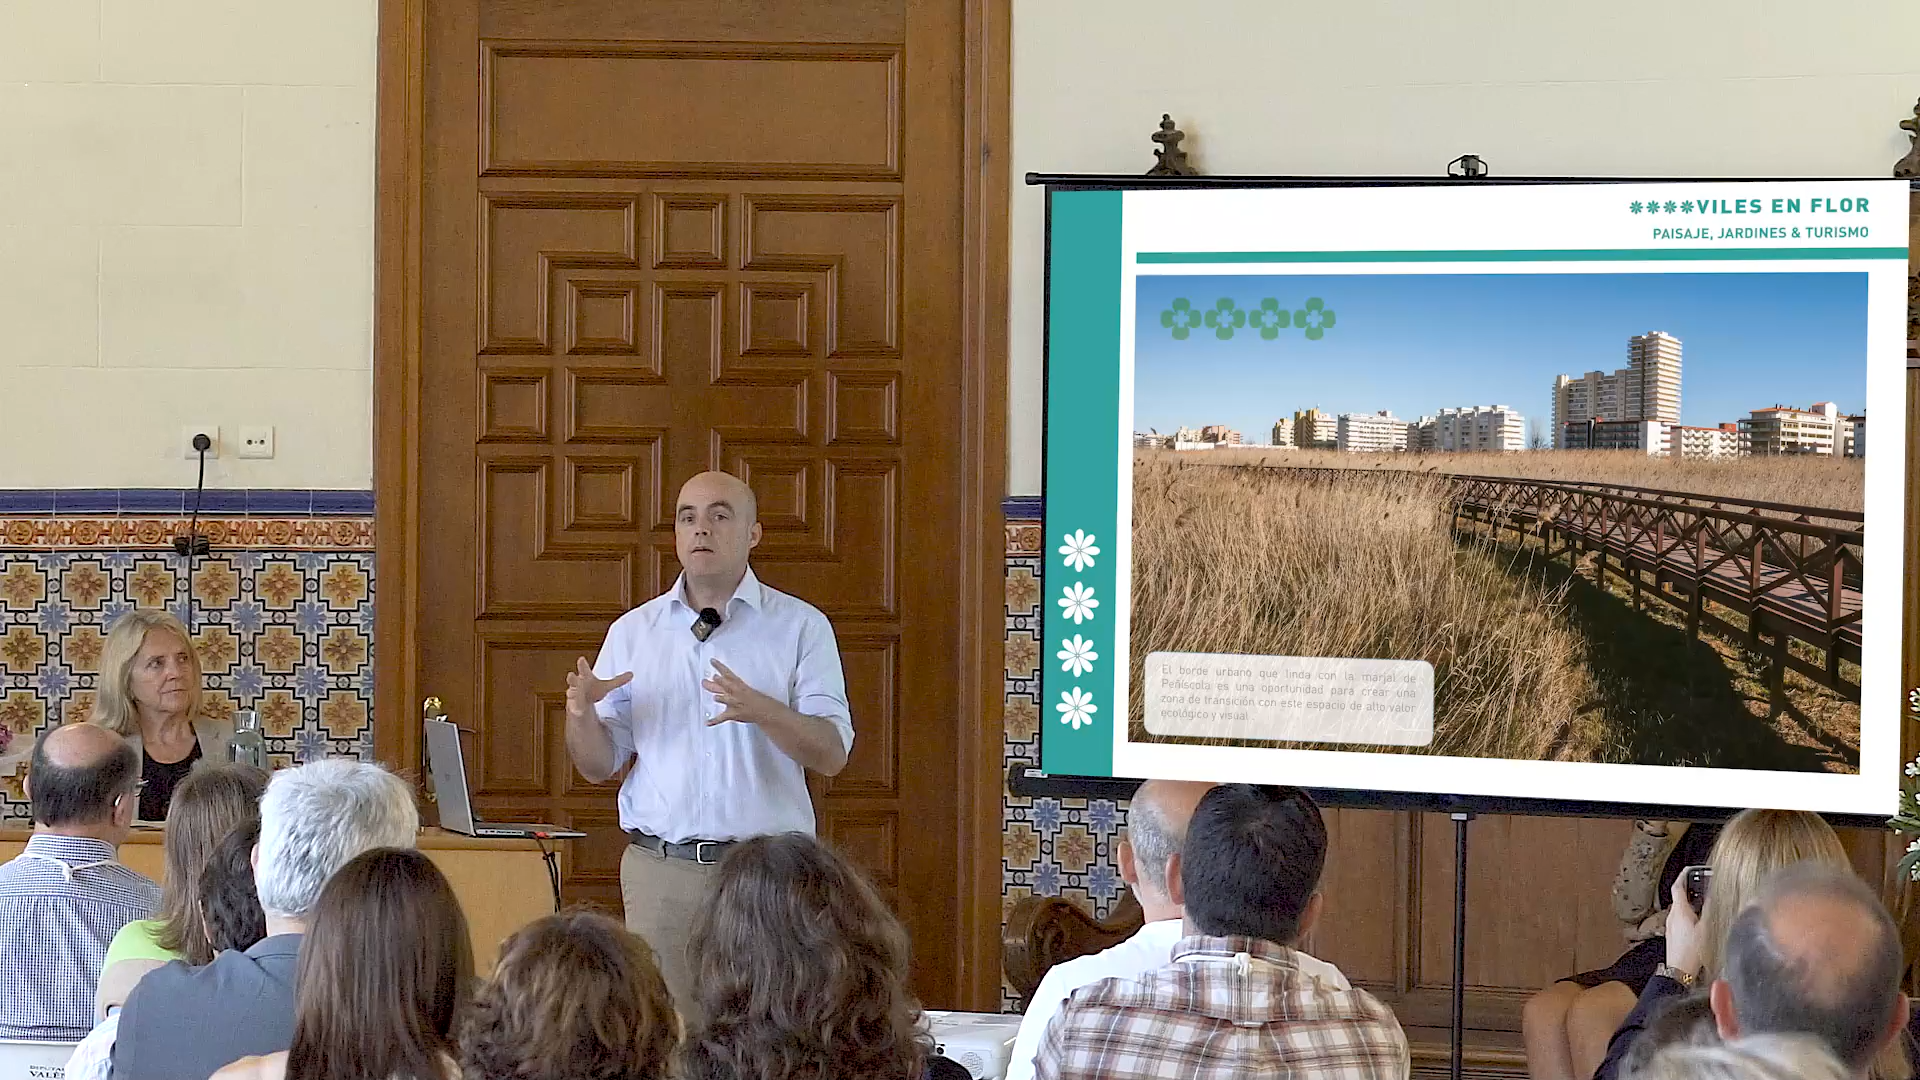 ****VILES EN FLOR
PAISAJE, JARDINES & TURISMO
El borde urbano que linda con la marjal de
Peñíscola es una oportunidad para crear una
zona de transición con este espacio de alto valor
ecológico y visual.